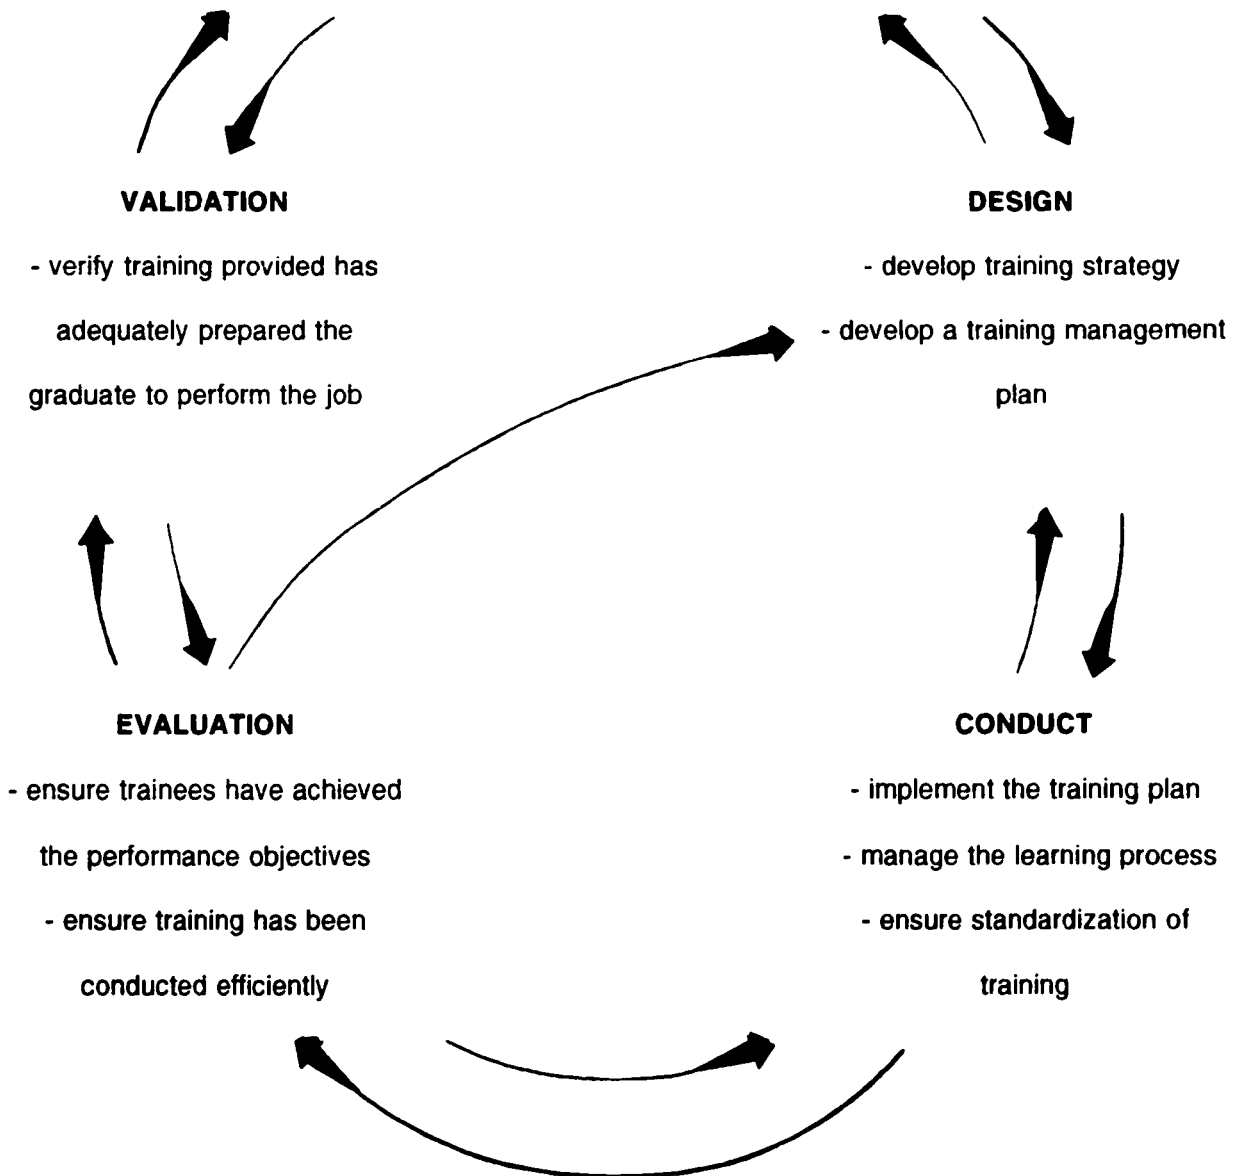 VALIDATION
- verify training provided has
adequately prepared the
graduate to perform the job
DESIGN
- develop training strategy
- develop a training management
plan
EVALUATION
- ensure trainees have achieved
the performance objectives
- ensure training has been
conducted efficiently
CONDUCT
- implement the training plan
- manage the learning process
- ensure standardization of
training